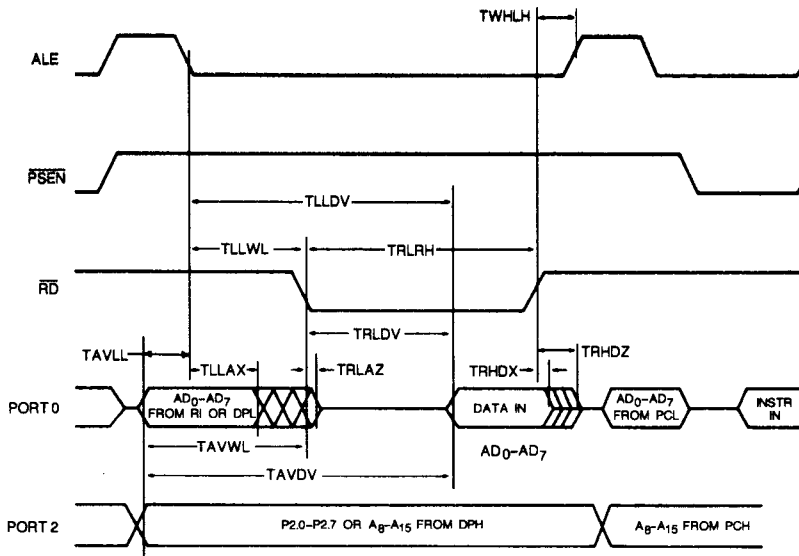 TWHLH
ALE
PSEN
TLLDV
TLLWL
TRLRH
RD
TRLDV
TAVLL
TLLAX
TRLAZ
TRHDX
TRHDZ
PORT 0
AD0–AD7
FROM RI OR DPL
DATA IN
AD0–AD7
FROM PCL
INSTR
IN
TAVWL
AD0–AD7
TAVDV
PORT 2
P2.0–P2.7 OR A8–A15 FROM DPH
A8–A15 FROM PCH